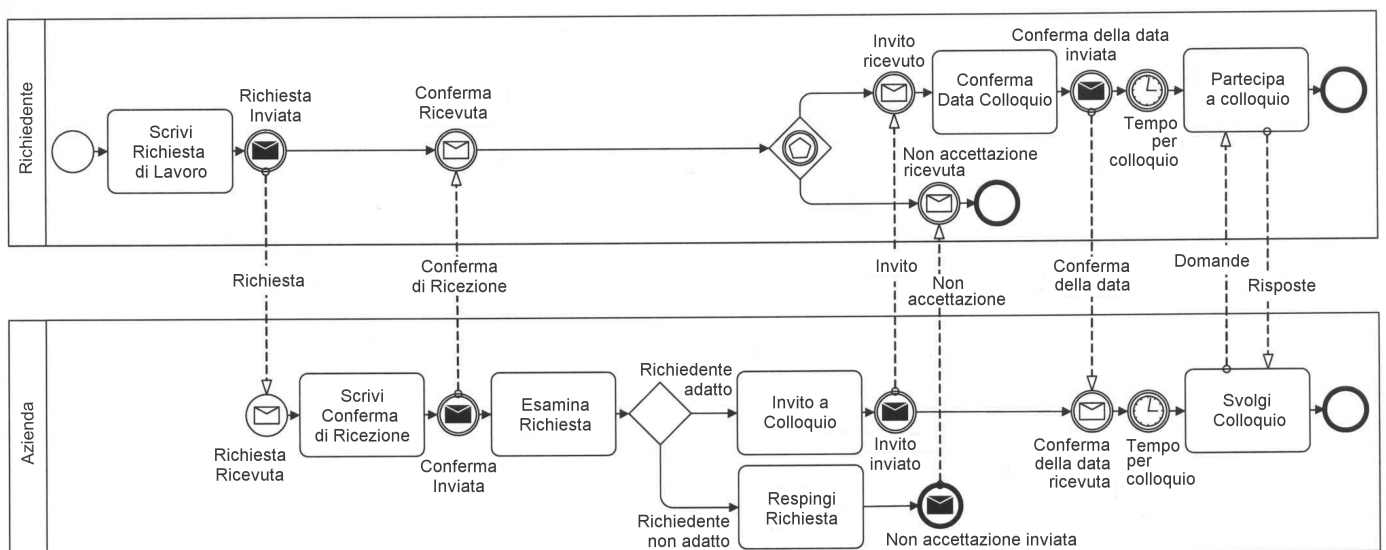 Richiedente
Scrivi
Richiesta
di Lavoro
Richiesta
Inviata
Conferma
Ricevuta
Invito
ricevuto
Conferma
Data Colloquio
Conferma della data
inviata
Tempo
per
colloquio
Partecipa
a colloquio
Non accettazione
ricevuta
Richiesta
Conferma
di Ricezione
Invito
Non
accettazione
Conferma
della data
Domande
Risposte
Azienda
Richiesta
Ricevuta
Scrivi
Conferma
di Ricezione
Conferma
Inviata
Esamina
Richiesta
Richiedente
adatto
Invito a
Colloquio
Invito
inviato
Conferma
della data
ricevuta
Tempo
per
colloquio
Svolgi
Colloquio
Richiedente
non adatto
Respingi
Richiesta
Non accettazione inviata